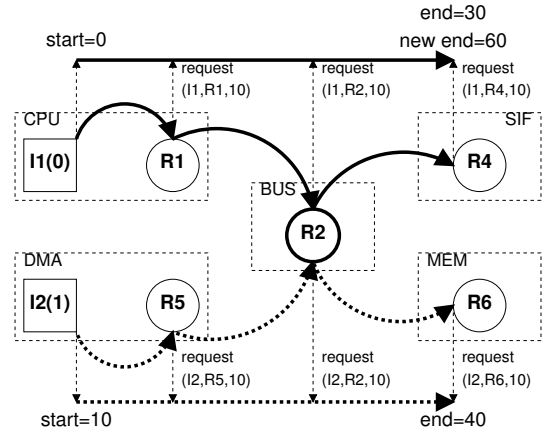 end=30
start=0
new end=60
request
(I1,R1,10)
request
(I1,R2,10)
request
(I1,R4,10)
CPU
SIF
I1(0)
R1
R4
BUS
R2
DMA
MEM
I2(1)
R5
R6
request
(I2,R5,10)
request
(I2,R2,10)
request
(I2,R6,10)
start=10
end=40